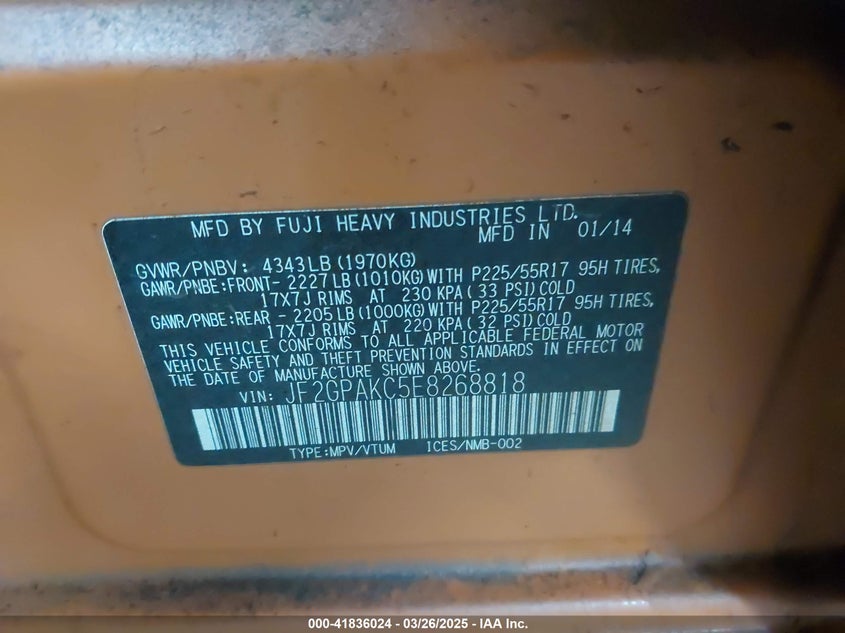 MFD BY FUJI HEAVY INDUSTRIES LTD.
MFD IN 01/14
GVWR/PNBV: 4343LB (1970KG)
GAWR/PNBE:FRONT- 2227 LB (1010KG) WITH P225/55R17 95H TIRES,
17X7J RIMS AT 230 KPA (33 PSI) COLD
GAWR/PNBE:REAR - 2205 LB (1000KG) WITH P225/55R17 95H TIRES,
17X7J RIMS AT 220 KPA (32 PSI) COLD
THIS VEHICLE CONFORMS TO ALL APPLICABLE FEDERAL MOTOR
VEHICLE SAFETY AND THEFT PREVENTION STANDARDS IN EFFECT ON
THE DATE OF MANUFACTURE SHOWN ABOVE.
VIN: JF2GPAKC5E8268818
TYPE:MPV/VTUM ICES/NMB-002
000-41836024 - 03/26/2025 - IAA Inc.